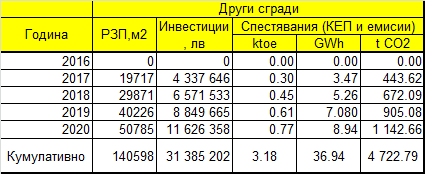 Други сгради
Година РЗП,м2 Инвестиции , лв Спестявания (КЕП и емисии)
ktoe GWh t CO2
2016 0 0 0.00 0.00 0.00
2017 19717 4 337 646 0.30 3.47 443.62
2018 29871 6 571 533 0.45 5.26 672.09
2019 40226 8 849 665 0.61 7.080 905.08
2020 50785 11 626 358 0.77 8.94 1 142.66
Кумулативно 140598 31 385 202 3.18 36.94 4 722.79